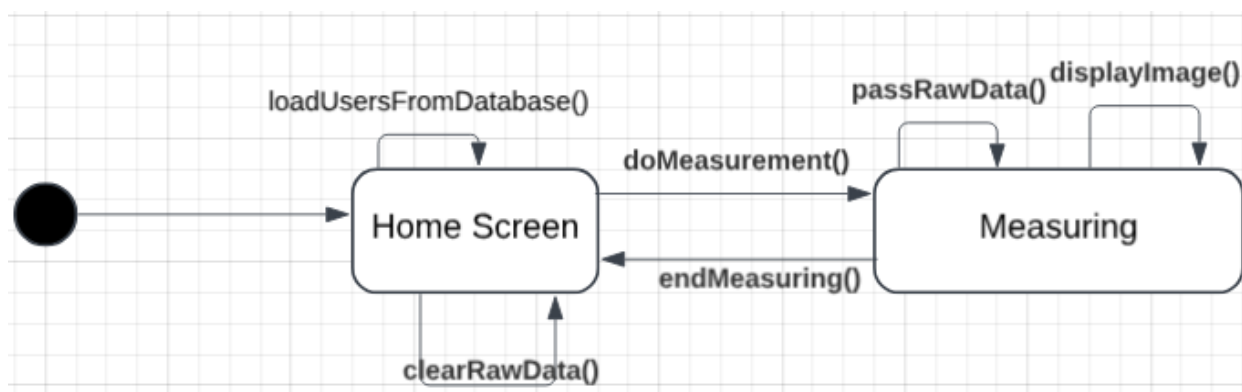 displayImage()
passRawData()
loadUsersFromDatabase()
doMeasurement()
Home Screen
Measuring
endMeasuring()
clearRawData()